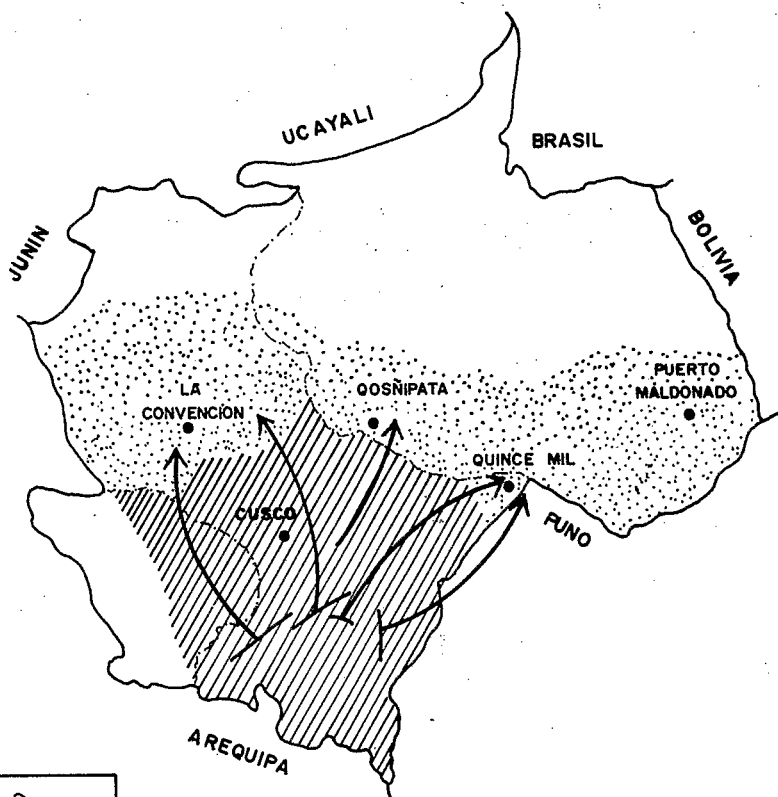 UCAYALI
BRASIL
JUNIN
BOLIVIA
LA
CONVENCION
QOSÑIPATA
PUERTO
MALDONADO
QUINCE MIL
CUSCO
PUNO
AREQUIPA